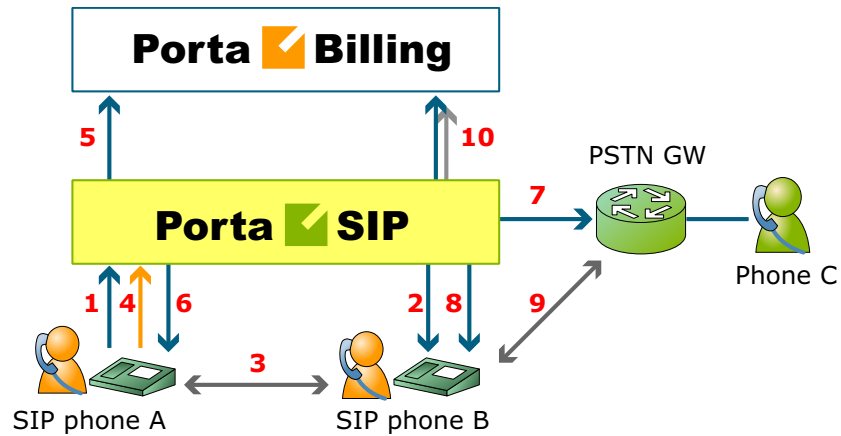 Porta Billing
5
10
PSTN GW
Porta SIP
7
Phone C
1
4
6
2
8
9
3
SIP phone A
SIP phone B